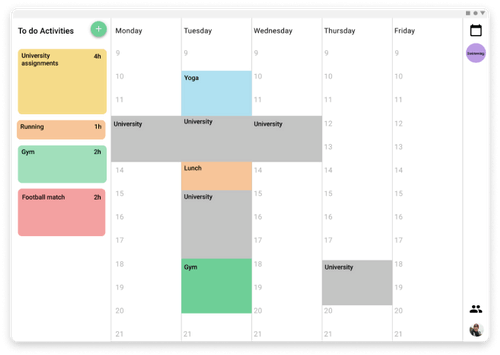 To do Activities
Monday
Tuesday
Wednesday
Thursday
Friday
University
assignments
4h
Running
1h
Gym
2h
Football match
2h
9
9
9
9
9
10
Yoga
10
10
10
11
11
11
11
University
University
University
12
12
13
13
14
Lunch
14
14
14
15
University
15
15
15
16
16
16
16
17
17
17
17
18
Gym
18
University
18
19
19
19
20
20
20
20
21
21
21
21
21
University